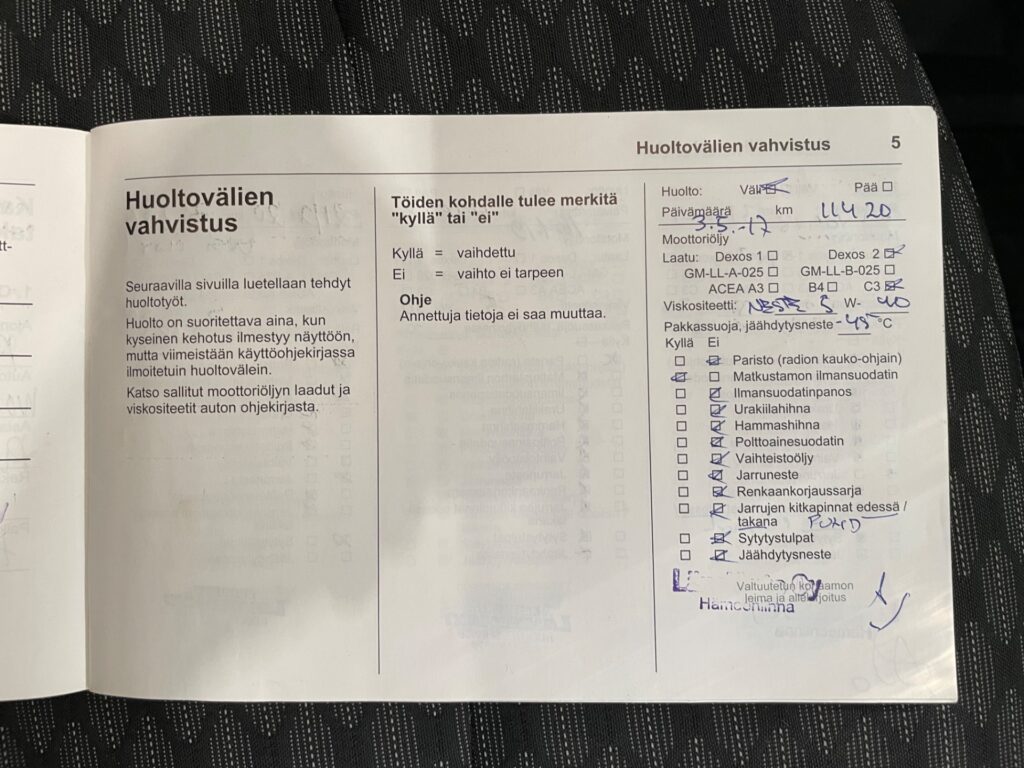 Huoltovälien vahvistus 5
Huoltovälien
vahvistus
Seuraavilla sivuilla luetellaan tehdyt
huoltotyöt.
Huolto on suoritettava aina, kun
kyseinen kehotus ilmestyy näyttöön,
mutta viimeistään käyttöohjekirjassa
ilmoitetuin huoltovälein.
Katso sallitut moottoriöljyn laadut ja
viskositeetit auton ohjekirjasta.
Töiden kohdalle tulee merkitä
"kyllä" tai "ei"
Kyllä = vaihdettu
Ei = vaihto ei tarpeen
Ohje
Annettuja tietoja ei saa muuttaa.
Huolto: Väli Pää
Päivämäärä km 11420
3.5.-17
Moottoriöljy
Laatu: Dexos 1 Dexos 2
GM-LL-A-025 GM-LL-B-025
ACEA A3 B4 C3
Viskositeetti: NESTE W- 40
Pakkassuoja, jäähdytysneste -45 °C
Kyllä Ei
Paristo (radion kauko-ohjain)
Matkustamon ilmansuodatin
Ilmansuodatinpanos
Urakiilahihna
Hammashihna
Polttoainesuodatin
Vaihteistoöljy
Jarruneste
Renkaankorjaussarja
Jarrujen kitkapinnat edessä /
takana
Sytytystulpat
Jäähdytysneste
Valtuutetun korjaamon
leima ja allekirjoitus
Hämeenlinna